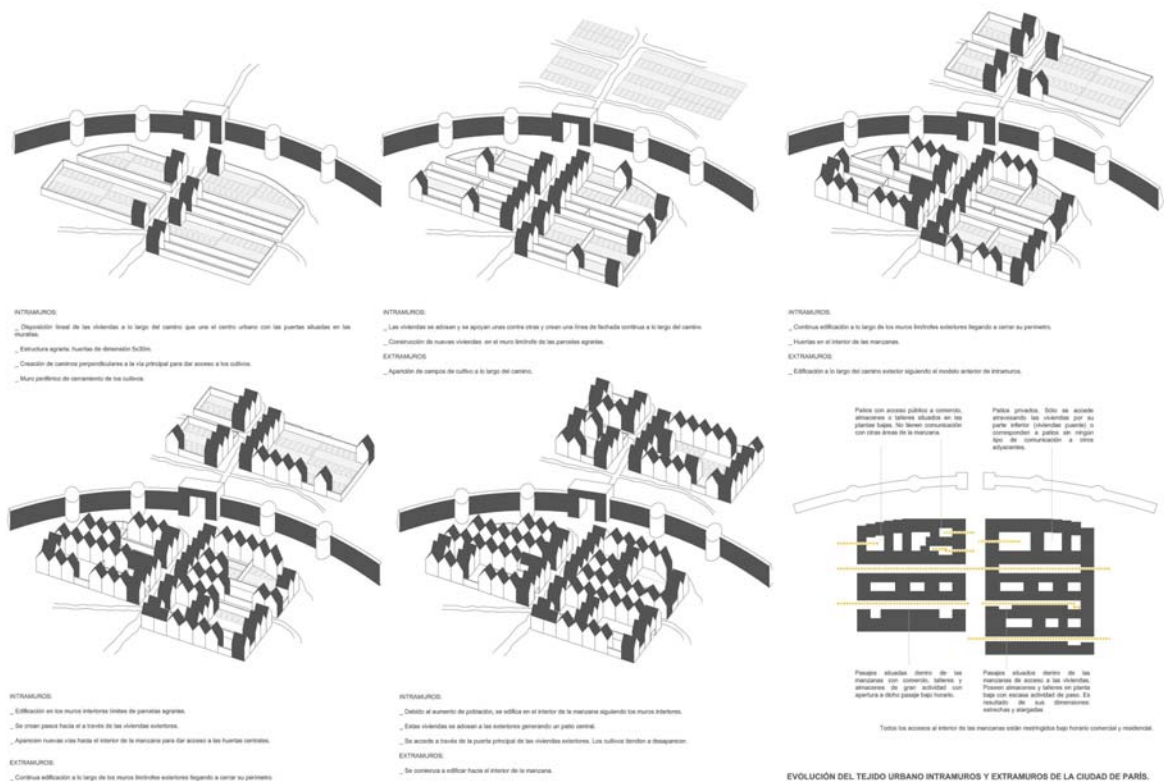 INTRAMUROS:
_ Disposición lineal de las viviendas a lo largo del camino que une el centro urbano con las puertas situadas en las
murallas.
_ Estructura agraria: huertas de dimensión 5x30m.
_ Creación de caminos perpendiculares a la vía principal para dar acceso a los cultivos.
_ Muro periférico de cerramiento de los cultivos.
INTRAMUROS:
_ Las viviendas se adosan y se apoyan unas contra otras y crean una línea de fachada continua a lo largo del camino.
_ Construcción de nuevas viviendas en el muro limítrofe de las parcelas agrarias.
EXTRAMUROS
_ Aparición de campos de cultivo a lo largo del camino.
INTRAMUROS:
_ Continua edificación a lo largo de los muros limítrofes exteriores llegando a cerrar su perímetro.
_ Huertas en el interior de las manzanas.
EXTRAMUROS:
_ Edificación a lo largo del camino exterior siguiendo el modelo anterior de intramuros.
INTRAMUROS:
_ Edificación en los muros interiores límites de parcelas agrarias.
_ Se crean pasos hacia el a través de las viviendas exteriores.
_ Aparecen nuevas vías hacia el interior de la manzana para dar acceso a las huertas centrales.
EXTRAMUROS:
_ Continua edificación a lo largo de los muros limítrofes exteriores llegando a cerrar su perímetro.
INTRAMUROS:
_ Debido al aumento de población, se edifica en el interior de la manzana siguiendo los muros interiores.
_ Estas viviendas se adosan a las exteriores generando un patio central.
_ Se accede a través de la puerta principal de las viviendas exteriores. Los cultivos tienden a desaparecer.
EXTRAMUROS:
_ Se comienza a edificar hacia el interior de la manzana.
Patios con acceso público a comercio,
almacenes o talleres situados en las
plantas bajas. No tienen comunicación
con otras áreas de la manzana.
Patios privados. Sólo se accede
atravesando las viviendas por su
parte inferior (viviendas puente) o
corresponden a patios sin ningún
tipo de comunicación a otros
adyacentes.
Pasajes situados dentro de las
manzanas con comercio, talleres y
almacenes de gran actividad con
apertura a dicho pasaje bajo horario.
Pasajes situados dentro de las
manzanas de acceso a las viviendas.
Poseen almacenes y talleres en planta
baja con escasa actividad de paso. Es
resultado de sus dimensiones:
estrechas y alargadas
Todos los accesos al interior de las manzanas están restringidos bajo horario comercial y residencial.
EVOLUCIÓN DEL TEJIDO URBANO INTRAMUROS Y EXTRAMUROS DE LA CIUDAD DE PARÍS.